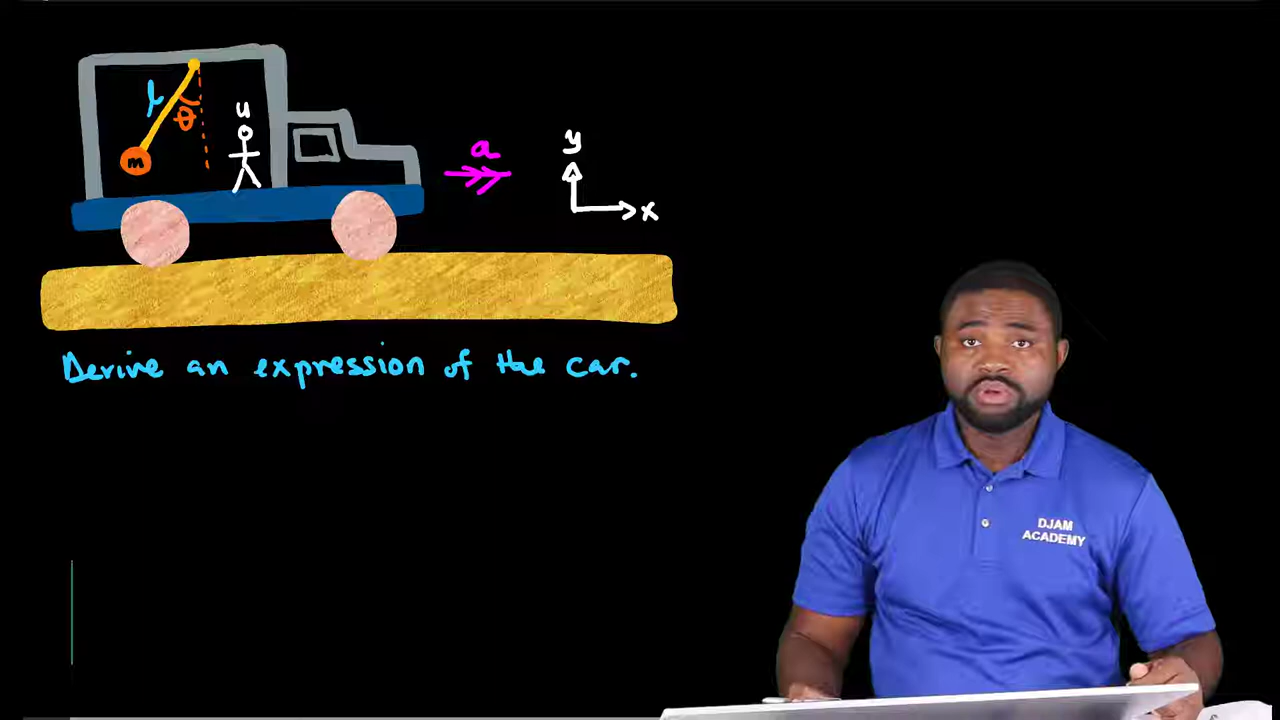 u
l
θ
m
a
y
x
Derive an expression of the car.
DJAM
ACADEMY